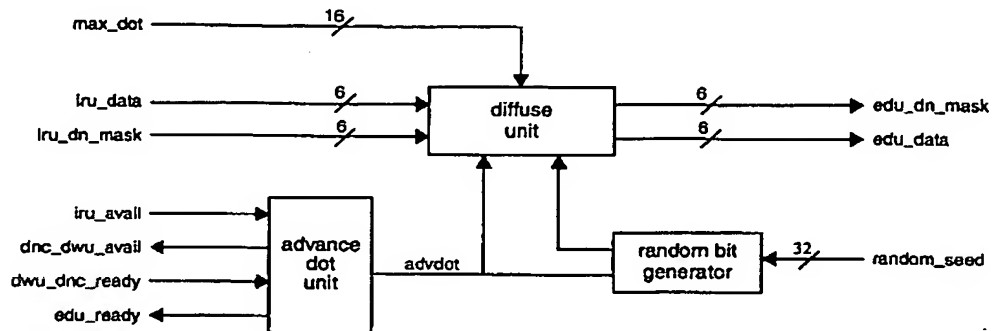 max_dot
16
iru_data
6
iru_dn_mask
6
diffuse
unit
6
edu_dn_mask
6
edu_data
iru_avail
dnc_dwu_avail
dwu_dnc_ready
edu_ready
advance
dot
unit
advdot
random bit
generator
32
random_seed